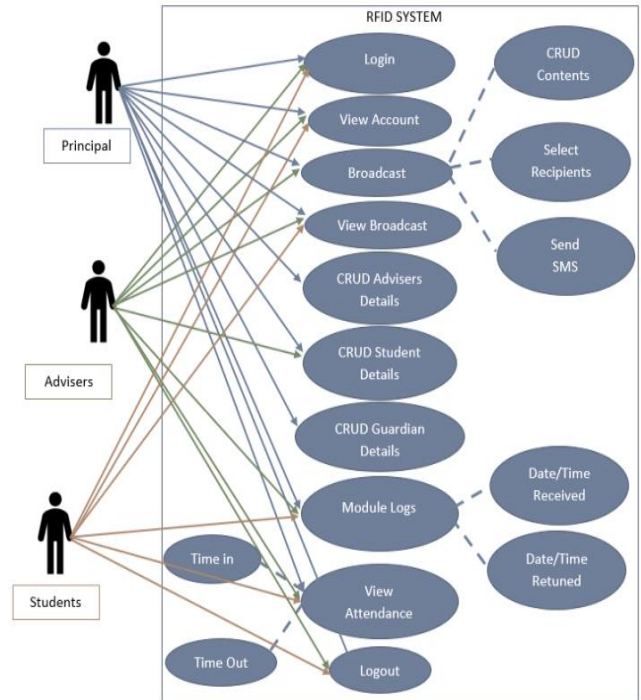 RFID SYSTEM
Login
CRUD
Contents
View Account
Principal
Select
Recipients
Broadcast
View Broadcast
Send
SMS
CRUD Advisers
Details
CRUD Student
Details
Advisers
CRUD Guardian
Details
Date/Time
Received
Module Logs
Time in
Date/Time
Retuned
View
Attendance
Students
Time Out
Logout